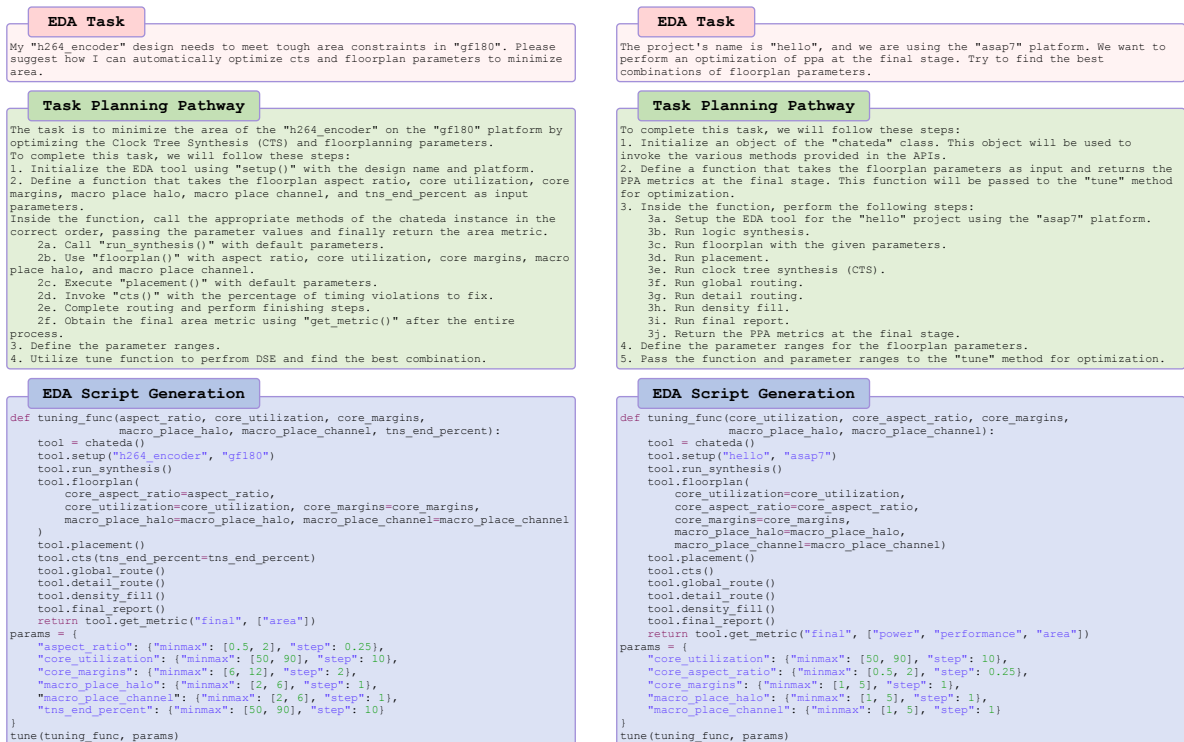 EDA Task
My "h264_encoder" design needs to meet tough area constraints in "gf180". Please
suggest how I can automatically optimize cts and floorplan parameters to minimize
area.
Task Planning Pathway
The task is to minimize the area of the "h264_encoder" on the "gf180" platform by
optimizing the Clock Tree Synthesis (CTS) and floorplanning parameters.
To complete this task, we will follow these steps:
1. Initialize the EDA tool using "setup()" with the design name and platform.
2. Define a function that takes the floorplan aspect ratio, core utilization, core
margins, macro place halo, macro place channel, and tns_end_percent as input
parameters.
Inside the function, call the appropriate methods of the chateda instance in the
correct order, passing the parameter values and finally return the area metric.
2a. Call "run_synthesis()" with default parameters.
2b. Use "floorplan()" with aspect ratio, core utilization, core margins, macro
place halo, and macro place channel.
2c. Execute "placement()" with default parameters.
2d. Invoke "cts()" with the percentage of timing violations to fix.
2e. Complete routing and perform finishing steps.
2f. Obtain the final area metric using "get_metric()" after the entire
process.
3. Define the parameter ranges.
4. Utilize tune function to perfrom DSE and find the best combination.
EDA Script Generation
def tuning_func(aspect_ratio, core_utilization, core_margins,
macro_place_halo, macro_place_channel, tns_end_percent):
tool = chateda()
tool.setup("h264_encoder", "gf180")
tool.run_synthesis()
tool.floorplan(
core_aspect_ratio=aspect_ratio,
core_utilization=core_utilization, core_margins=core_margins,
macro_place_halo=macro_place_halo, macro_place_channel=macro_place_channel
)
tool.placement()
tool.cts(tns_end_percent=tns_end_percent)
tool.global_route()
tool.detail_route()
tool.density_fill()
tool.final_report()
return tool.get_metric("final", ["area"])
params = {
"aspect_ratio": {"minmax": [0.5, 2], "step": 0.25},
"core_utilization": {"minmax": [50, 90], "step": 10},
"core_margins": {"minmax": [6, 12], "step": 2},
"macro_place_halo": {"minmax": [2, 6], "step": 1},
"macro_place_channel": {"minmax": [2, 6], "step": 1},
"tns_end_percent": {"minmax": [50, 90], "step": 10}
}
tune(tuning_func, params)
EDA Task
The project's name is "hello", and we are using the "asap7" platform. We want to
perform an optimization of ppa at the final stage. Try to find the best
combinations of floorplan parameters.
Task Planning Pathway
To complete this task, we will follow these steps:
1. Initialize an object of the "chateda" class. This object will be used to
invoke the various methods provided in the APIs.
2. Define a function that takes the floorplan parameters as input and returns the
PPA metrics at the final stage. This function will be passed to the "tune" method
for optimization.
3. Inside the function, perform the following steps:
3a. Setup the EDA tool for the "hello" project using the "asap7" platform.
3b. Run logic synthesis.
3c. Run floorplan with the given parameters.
3d. Run placement.
3e. Run clock tree synthesis (CTS).
3f. Run global routing.
3g. Run detail routing.
3h. Run density fill.
3i. Run final report.
3j. Return the PPA metrics at the final stage.
4. Define the parameter ranges for the floorplan parameters.
5. Pass the function and parameter ranges to the "tune" method for optimization.
EDA Script Generation
def tuning_func(core_utilization, core_aspect_ratio, core_margins,
macro_place_halo, macro_place_channel):
tool = chateda()
tool.setup("hello", "asap7")
tool.run_synthesis()
tool.floorplan(
core_utilization=core_utilization,
core_aspect_ratio=core_aspect_ratio,
core_margins=core_margins,
macro_place_halo=macro_place_halo,
macro_place_channel=macro_place_channel)
tool.placement()
tool.cts()
tool.global_route()
tool.detail_route()
tool.density_fill()
tool.final_report()
return tool.get_metric("final", ["power", "performance", "area"])
params = {
"core_utilization": {"minmax": [50, 90], "step": 10},
"core_aspect_ratio": {"minmax": [0.5, 2], "step": 0.25},
"core_margins": {"minmax": [1, 5], "step": 1},
"macro_place_halo": {"minmax": [1, 5], "step": 1},
"macro_place_channel": {"minmax": [1, 5], "step": 1}
}
tune(tuning_func, params)